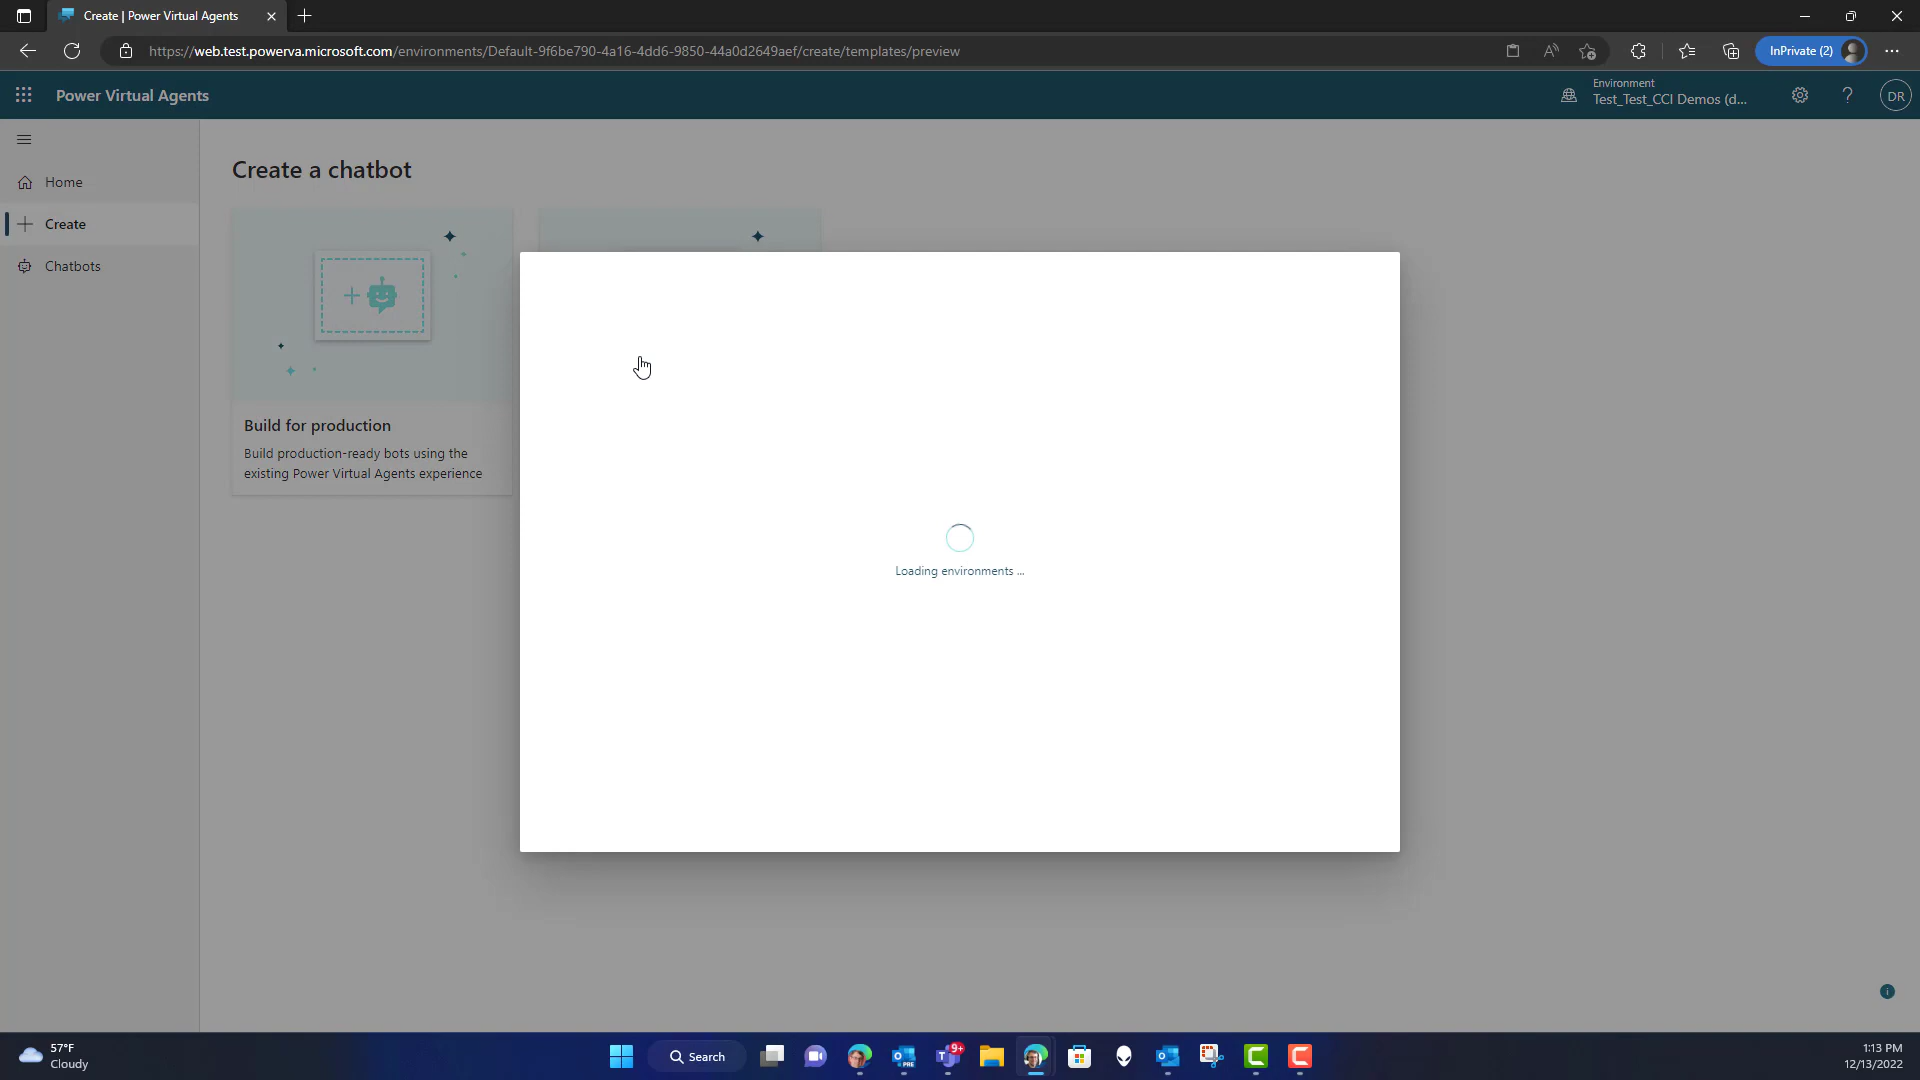 Create | Power Virtual Agents
https://web.test.powerva.microsoft.com/environments/Default-9f6be790-4a16-4dd6-9850-44a0d2649aef/create/templates/preview
InPrivate (2)
Power Virtual Agents
Environment
Test_Test_CCI Demos (d...
?
DR
Home
Create
Chatbots
Create a chatbot
Build for production
Build production-ready bots using the
existing Power Virtual Agents experience
Loading environments ...
57°F
Cloudy
Search
PRE
9+
1:13 PM
12/13/2022